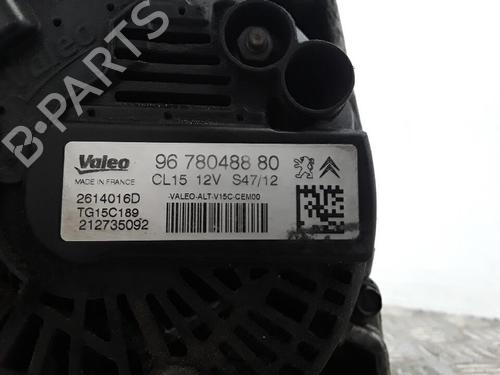 Valeo
B-PARTS
Valeo
96 780488 80
MADE IN FRANCE
CL15 12V S47/12
2614016D
-VALEO-ALT-V15C-CEM00
TG15C189
212735092